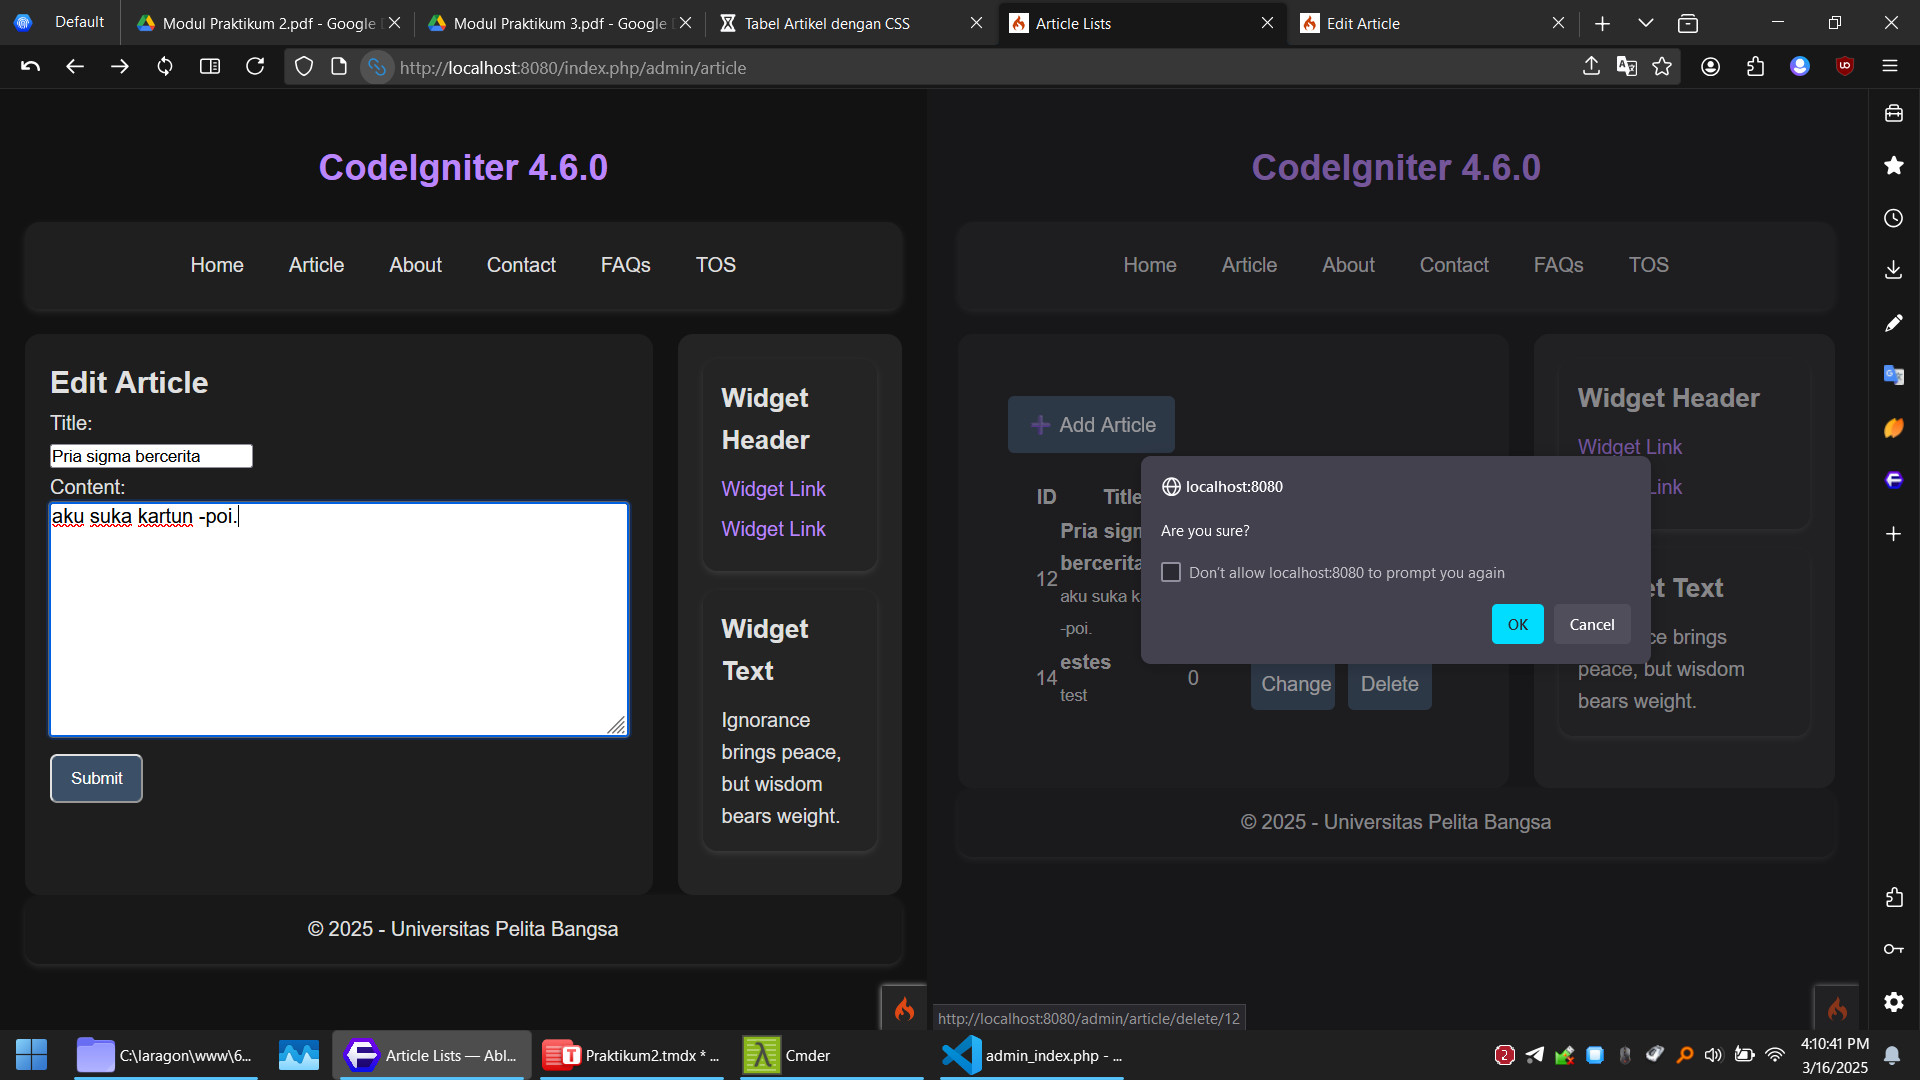 Default
Modul Praktikum 2.pdf - Google
Modul Praktikum 3.pdf - Google
Tabel Artikel dengan CSS
Article Lists
Edit Article
http://localhost:8080/index.php/admin/article
CodeIgniter 4.6.0
Home
Article
About
Contact
FAQs
TOS
Edit Article
Title:
Pria sigma bercerita
Content:
aku suka kartun -poi.
Submit
Widget
Header
Widget Link
Widget Link
Widget
Text
Ignorance
brings peace,
but wisdom
bears weight.
© 2025 - Universitas Pelita Bangsa
CodeIgniter 4.6.0
Home
Article
About
Contact
FAQs
TOS
Add Article
ID
Title
12
Pria sigm
bercerita
aku suka k
-poi.
14
estes
test
0
Change
Delete
localhost:8080
Are you sure?
Don't allow localhost:8080 to prompt you again
OK
Cancel
Widget Header
Widget Link
Link
t Text
ce brings
peace, but wisdom
bears weight.
© 2025 - Universitas Pelita Bangsa
http://localhost:8080/admin/article/delete/12
C:\laragon\www\6...
Article Lists — Abl...
Praktikum2.tmdx * ...
Cmder
admin_index.php - ...
2
4:10:41 PM
3/16/2025